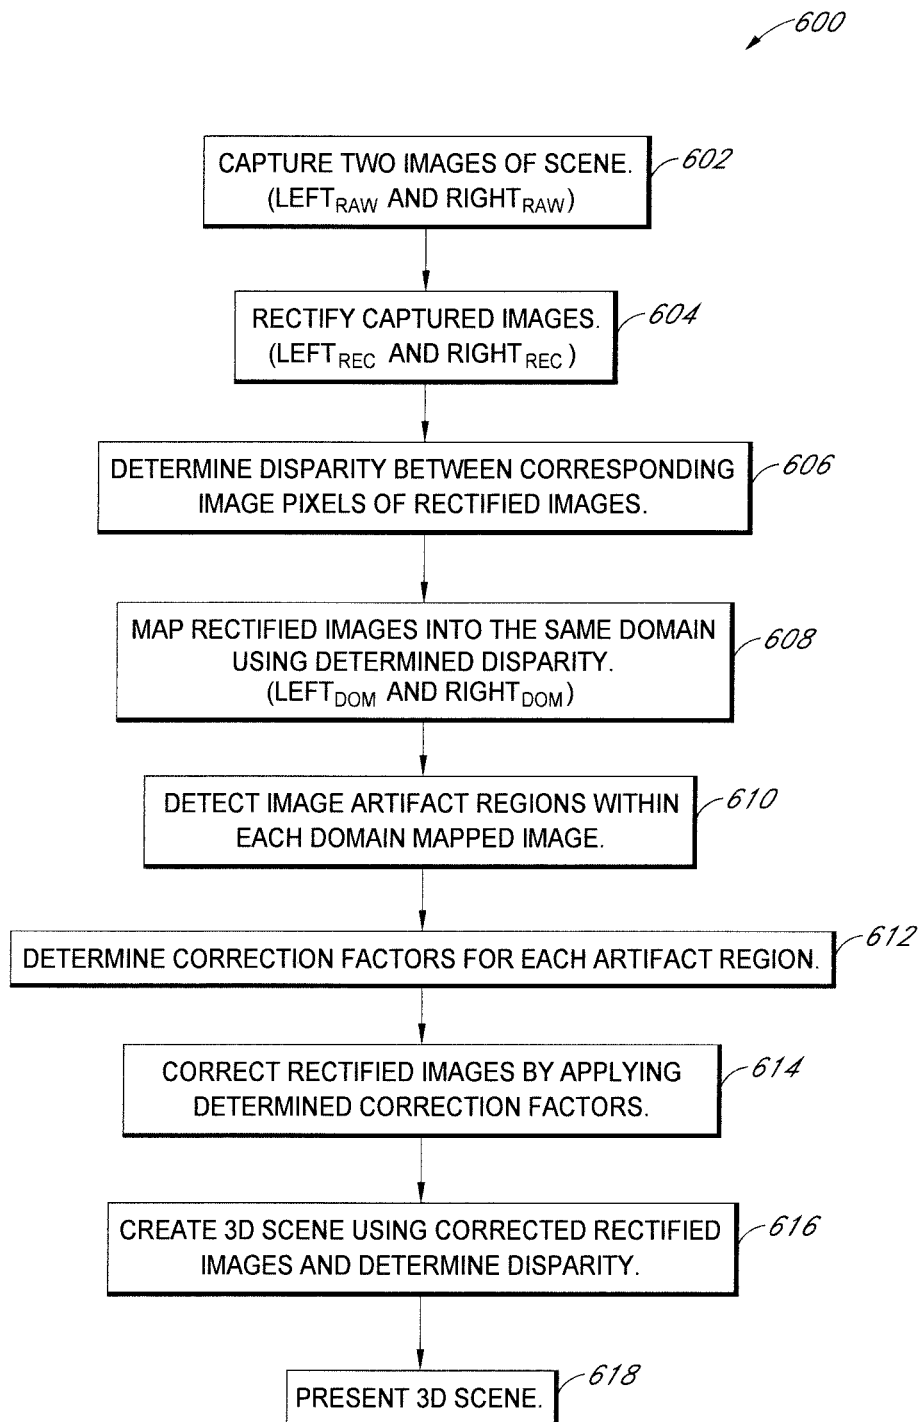 600
CAPTURE TWO IMAGES OF SCENE.
(LEFTRAW AND RIGHTRAW)
602
RECTIFY CAPTURED IMAGES.
(LEFTREC AND RIGHTREC)
604
DETERMINE DISPARITY BETWEEN CORRESPONDING
IMAGE PIXELS OF RECTIFIED IMAGES.
606
MAP RECTIFIED IMAGES INTO THE SAME DOMAIN
USING DETERMINED DISPARITY.
(LEFTDOM AND RIGHTDOM)
608
DETECT IMAGE ARTIFACT REGIONS WITHIN
EACH DOMAIN MAPPED IMAGE.
610
DETERMINE CORRECTION FACTORS FOR EACH ARTIFACT REGION.
612
CORRECT RECTIFIED IMAGES BY APPLYING
DETERMINED CORRECTION FACTORS.
614
CREATE 3D SCENE USING CORRECTED RECTIFIED
IMAGES AND DETERMINE DISPARITY.
616
PRESENT 3D SCENE.
618